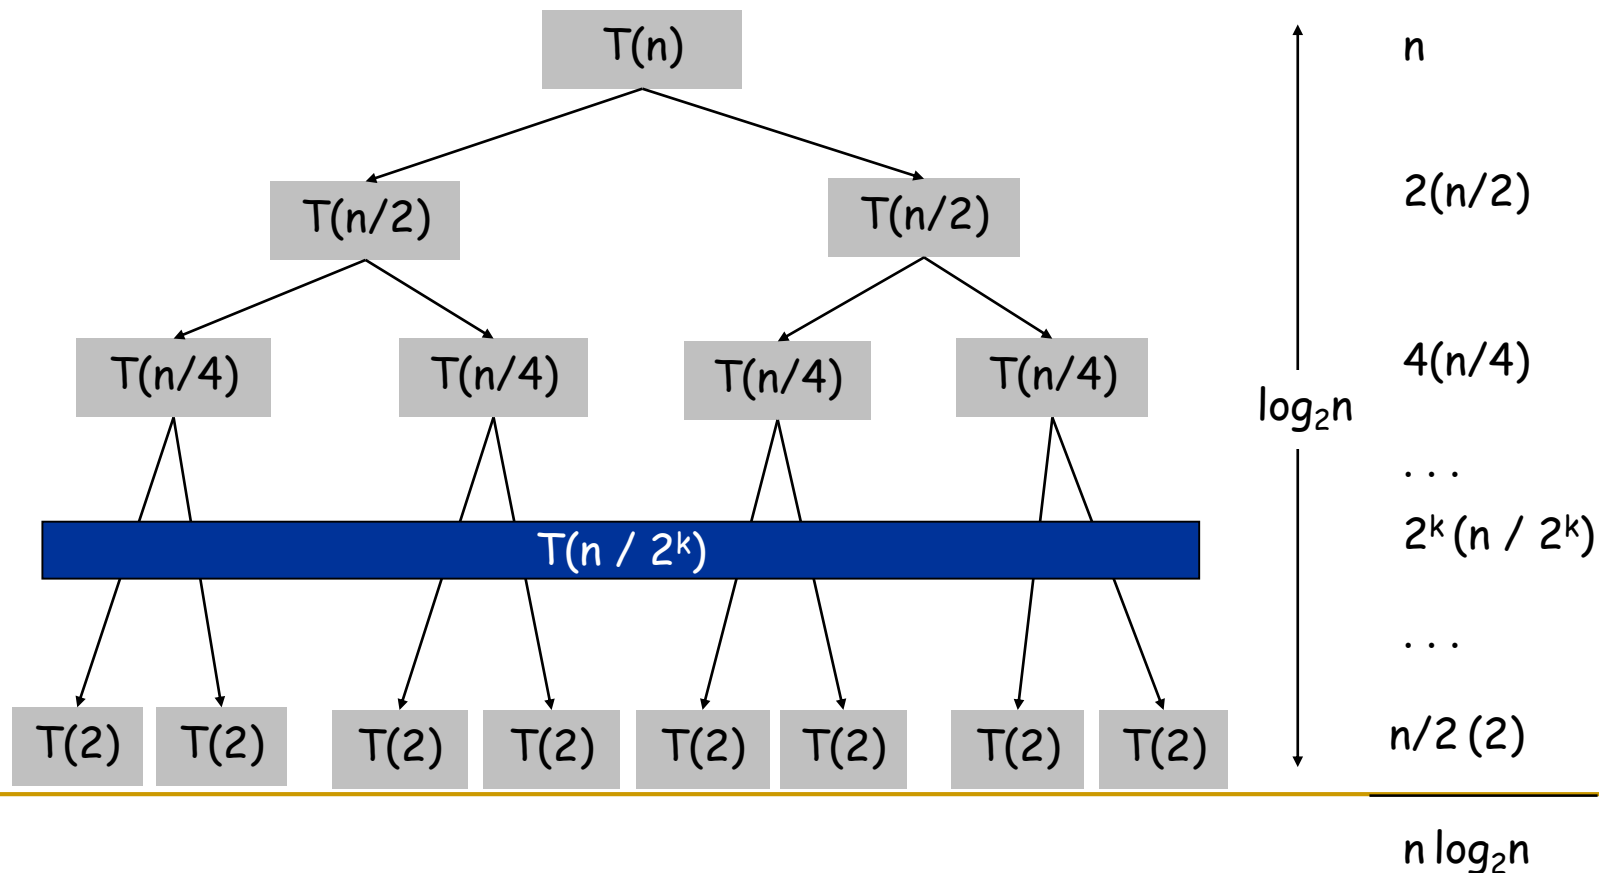 T(n) n
T(n/2) T(n/2) 2(n/2)
T(n/4) T(n/4) T(n/4) T(n/4) 4(n/4)
log₂n
. . .
T(n / 2ᵏ) 2ᵏ (n / 2ᵏ)
. . .
T(2) T(2) T(2) T(2) T(2) T(2) T(2) T(2) n/2 (2)
n log₂n